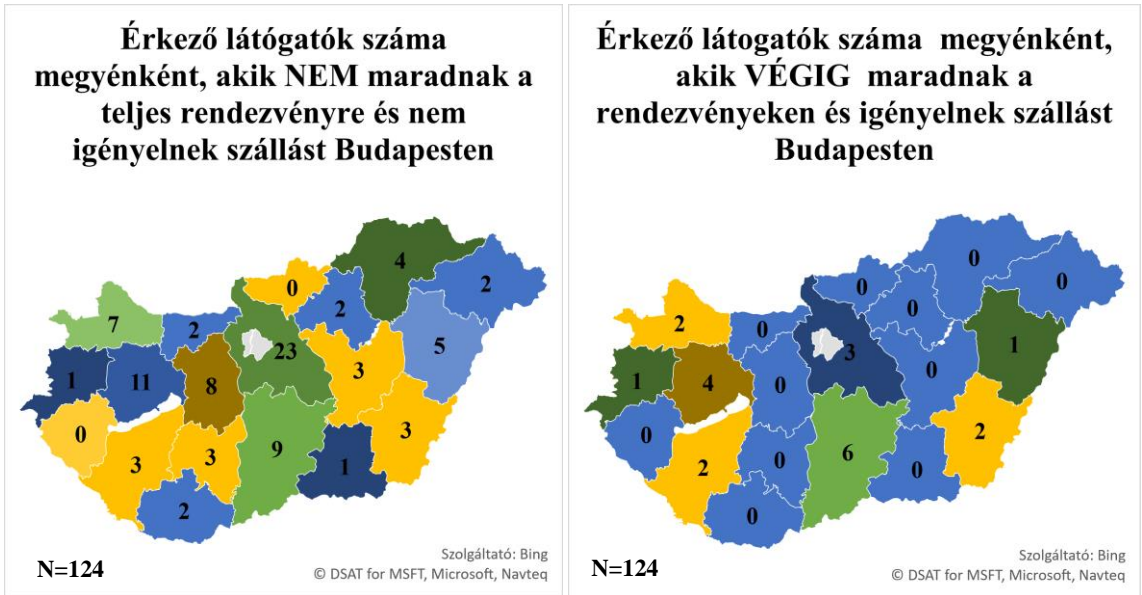 Érkező látógatók száma
megyénként, akik NEM maradnak a
teljes rendezvényre és nem
igényelnek szállást Budapesten
4
2
0
2
7
2
23
5
3
1
11
8
0
3
3
3
9
1
2
N=124
Szolgáltató: Bing
© DSAT for MSFT, Microsoft, Navteq
Érkező látogatók száma megyénként,
akik VÉGIG maradnak a
rendezvényeken és igényelnek szállást
Budapesten
0
0
0
0
2
0
3
1
0
1
4
0
0
2
0
6
2
0
0
N=124
Szolgáltató: Bing
© DSAT for MSFT, Microsoft, Navteq